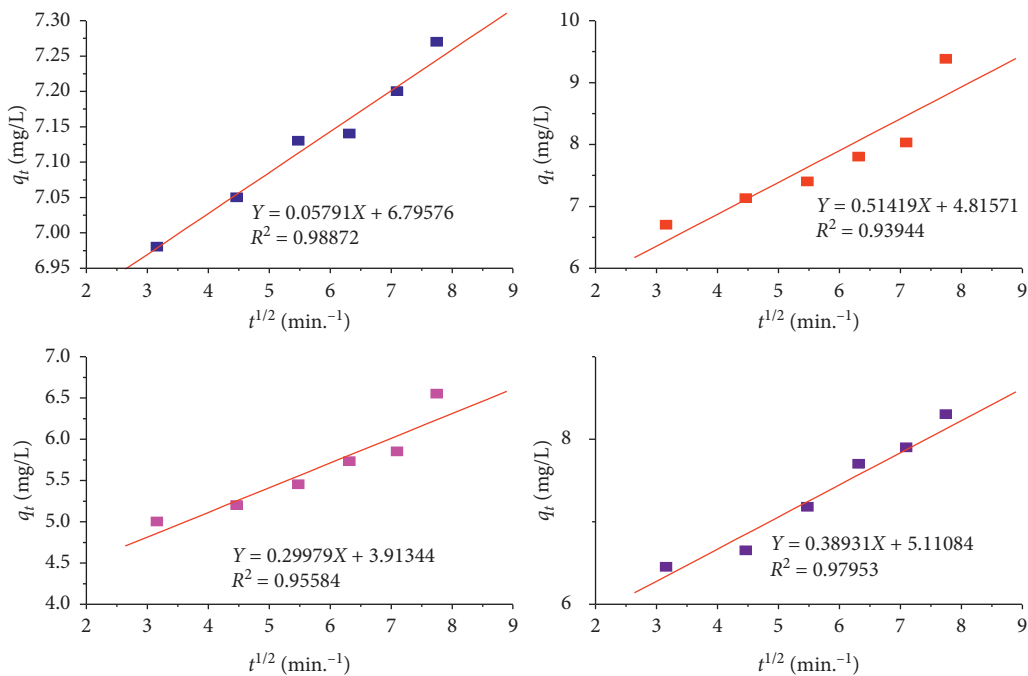 7.30
7.25
7.20
7.15
7.10
7.05
7.00
6.95
q_t (mg/L)
Y = 0.05791X + 6.79576
R² = 0.98872
2 3 4 5 6 7 8 9
t^{1/2} (min.⁻¹)
10
9
8
7
6
q_t (mg/L)
Y = 0.51419X + 4.81571
R² = 0.93944
2 3 4 5 6 7 8 9
t^{1/2} (min.⁻¹)
7.0
6.5
6.0
5.5
5.0
4.5
4.0
q_t (mg/L)
Y = 0.29979X + 3.91344
R² = 0.95584
2 3 4 5 6 7 8 9
t^{1/2} (min.⁻¹)
8
6
q_t (mg/L)
Y = 0.38931X + 5.11084
R² = 0.97953
2 3 4 5 6 7 8 9
t^{1/2} (min.⁻¹)